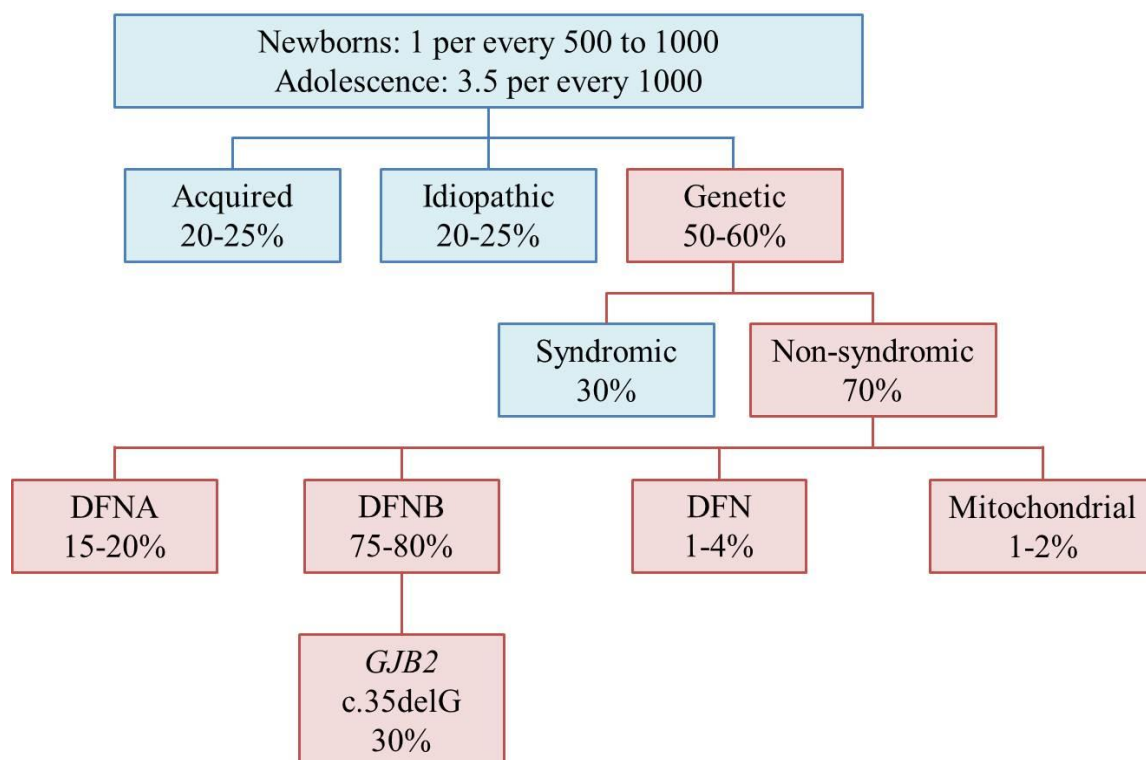 Newborns: 1 per every 500 to 1000
Adolescence: 3.5 per every 1000
Acquired
20-25%
Idiopathic
20-25%
Genetic
50-60%
Syndromic
30%
Non-syndromic
70%
DFNA
15-20%
DFNB
75-80%
DFN
1-4%
Mitochondrial
1-2%
GJB2
c.35delG
30%